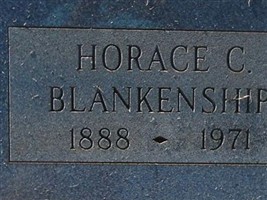 HORACE C.
BLANKENSHIP
1888 ♦ 1971